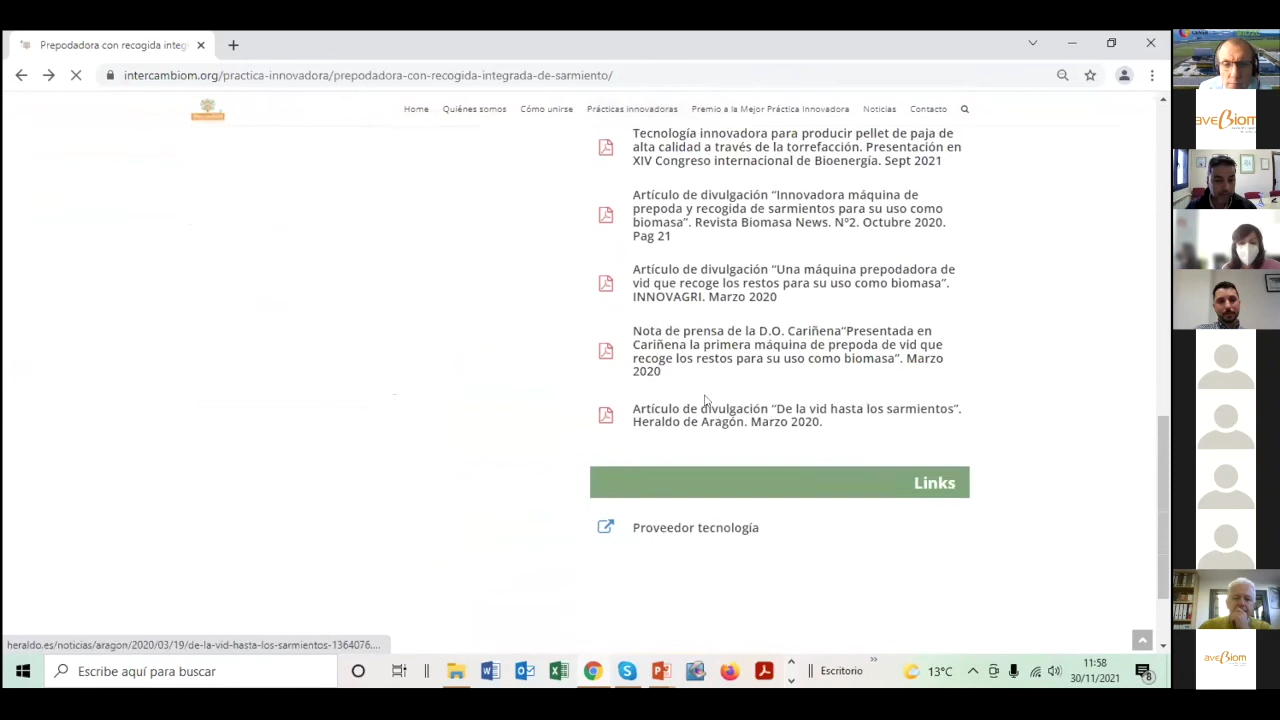 Prepodadora con recogida integ
intercambiom.org/practica-innovadora/prepodadora-con-recogida-integrada-de-sarmiento/
Home Quiénes somos Cómo unirse Prácticas innovadoras Premio a la Mejor Práctica Innovadora Noticias Contacto
Tecnología innovadora para producir pellet de paja de
alta calidad a través de la torrefacción. Presentación en
XIV Congreso internacional de Bioenergía. Sept 2021
Artículo de divulgación “Innovadora máquina de
prepoda y recogida de sarmientos para su uso como
biomasa”. Revista Biomasa News. Nº2. Octubre 2020.
Pag 21
Artículo de divulgación “Una máquina prepodadora de
vid que recoge los restos para su uso como biomasa”.
INNOVAGRI. Marzo 2020
Nota de prensa de la D.O. Cariñena“Presentada en
Cariñena la primera máquina de prepoda de vid que
recoge los restos para su uso como biomasa”. Marzo
2020
Artículo de divulgación “De la vid hasta los sarmientos”.
Heraldo de Aragón. Marzo 2020.
Links
Proveedor tecnología
heraldo.es/noticias/aragon/2020/03/19/de-la-vid-hasta-los-sarmientos-1364076....
Escribe aquí para buscar
Escritorio
13°C
11:58
30/11/2021
8
aveBiom
aveBiom